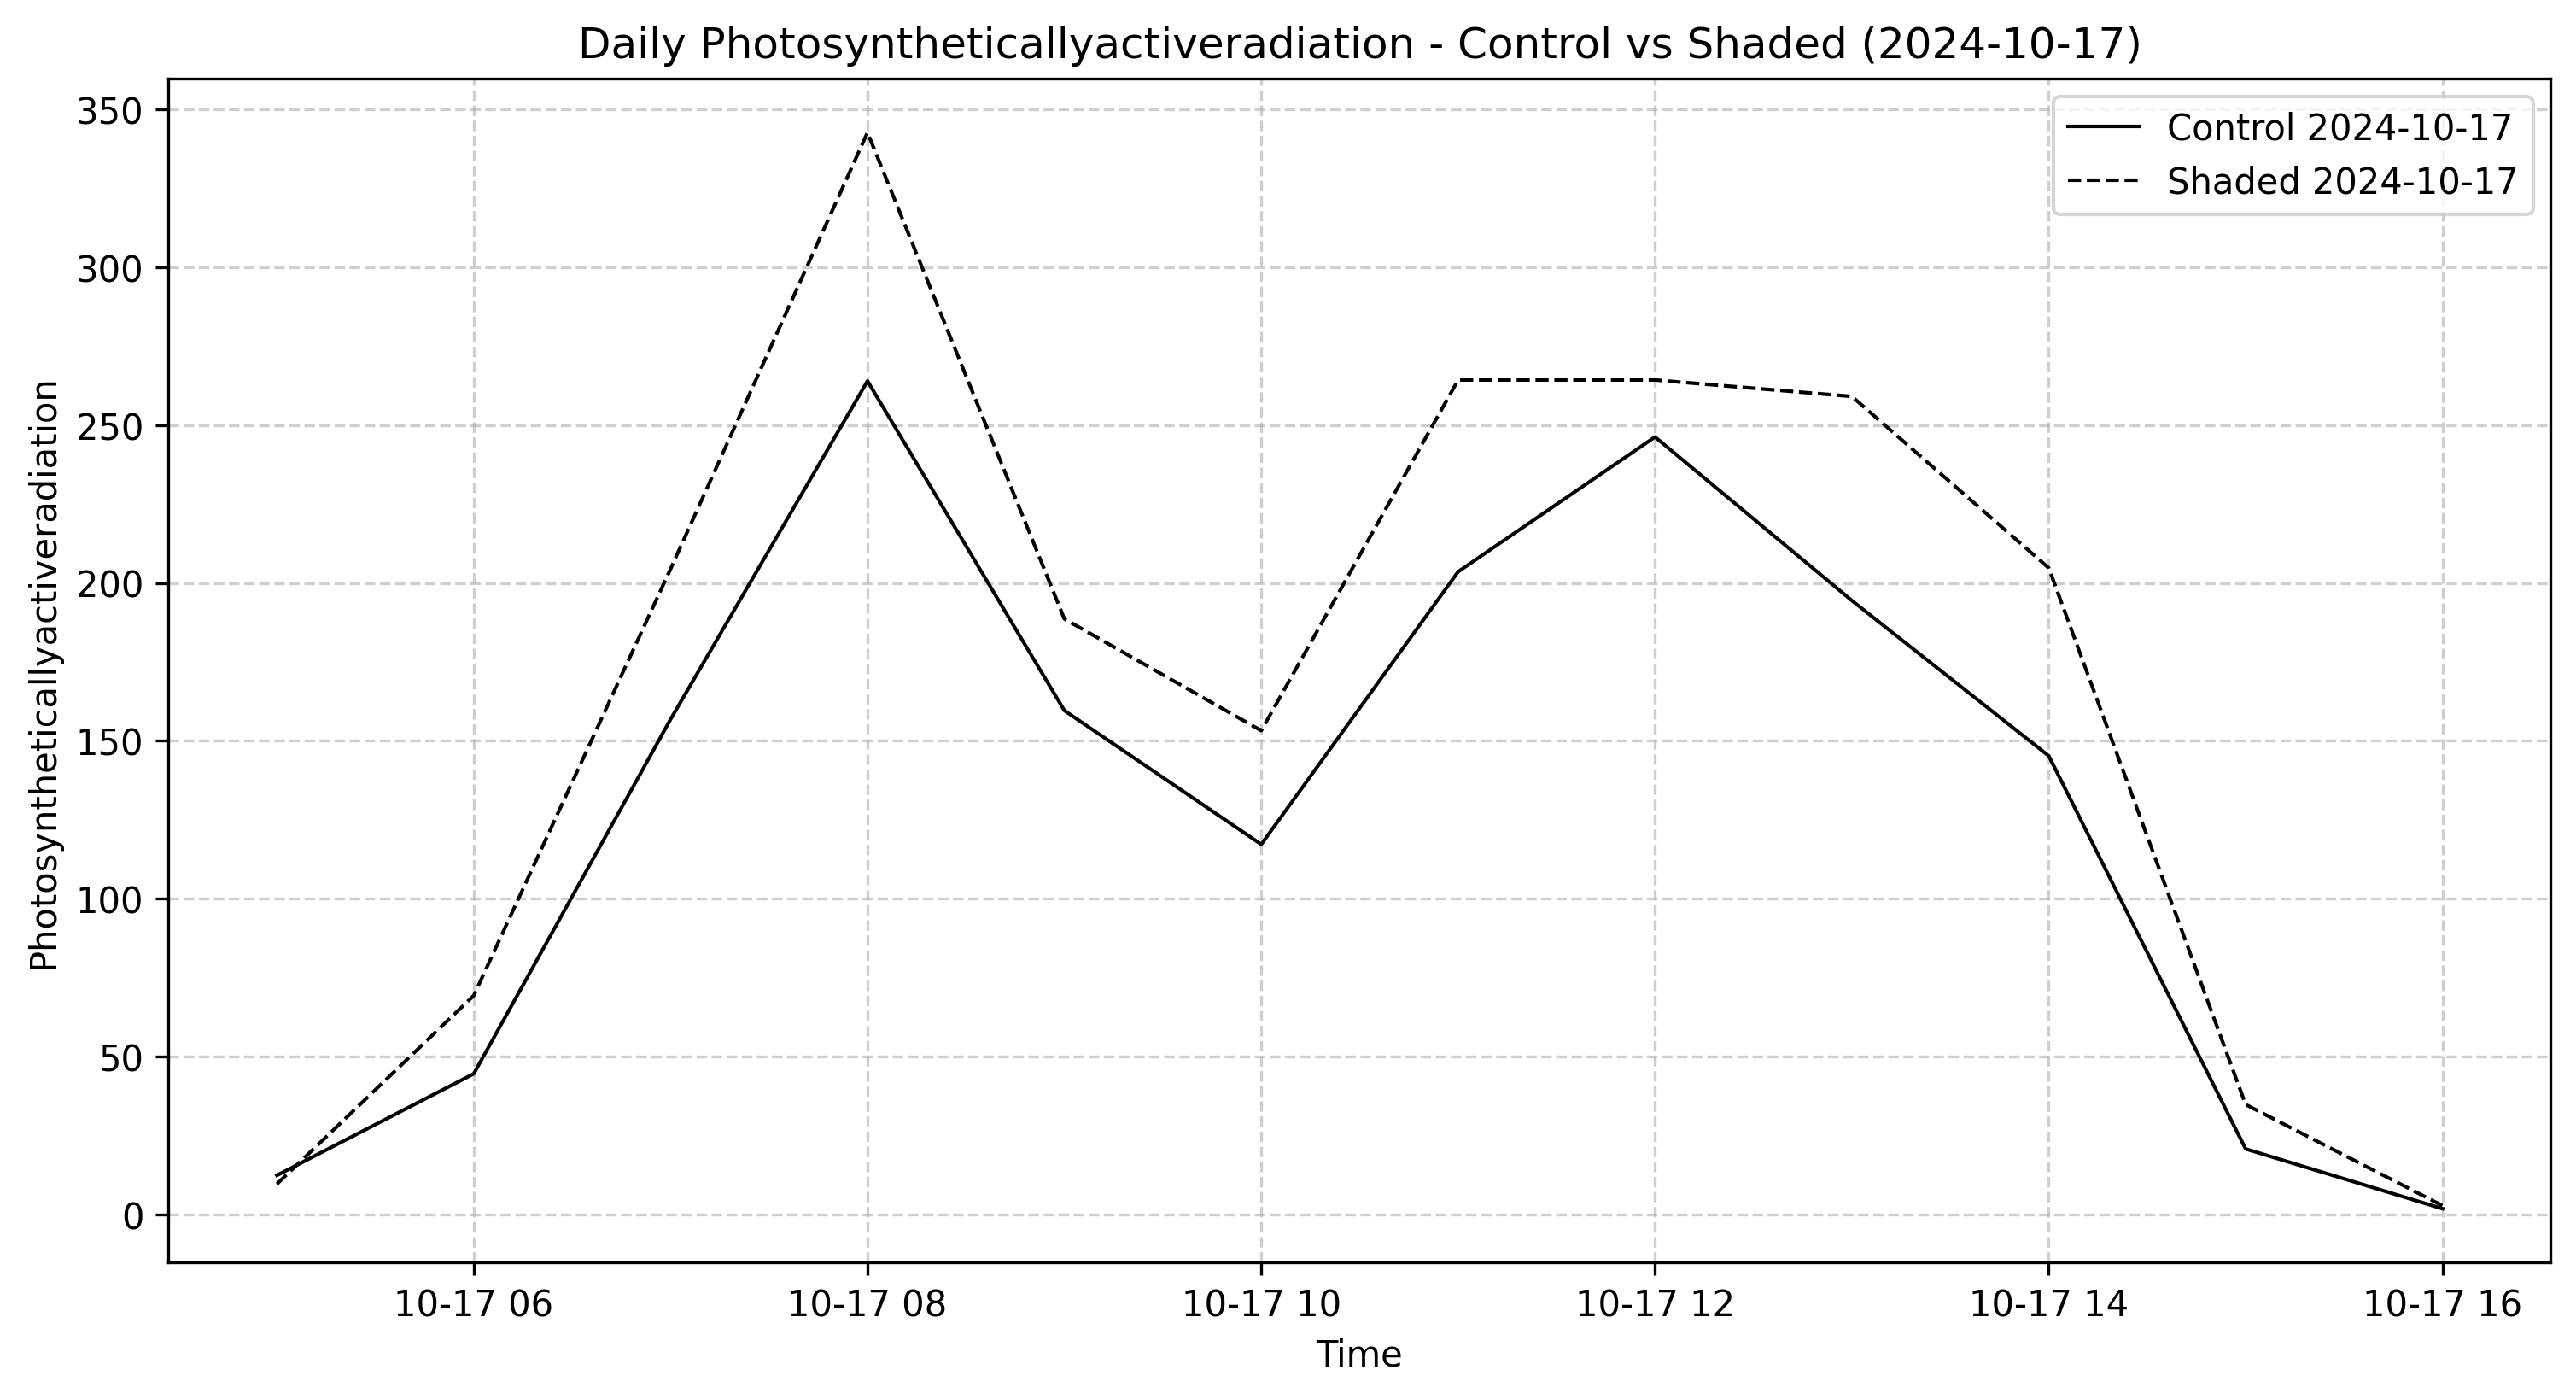 Daily Photosyntheticallyactiveradiation - Control vs Shaded (2024-10-17)
Control 2024-10-17
Shaded 2024-10-17
Photosyntheticallyactiveradiation
350
300
250
200
150
100
50
0
10-17 06
10-17 08
10-17 10
10-17 12
10-17 14
10-17 16
Time